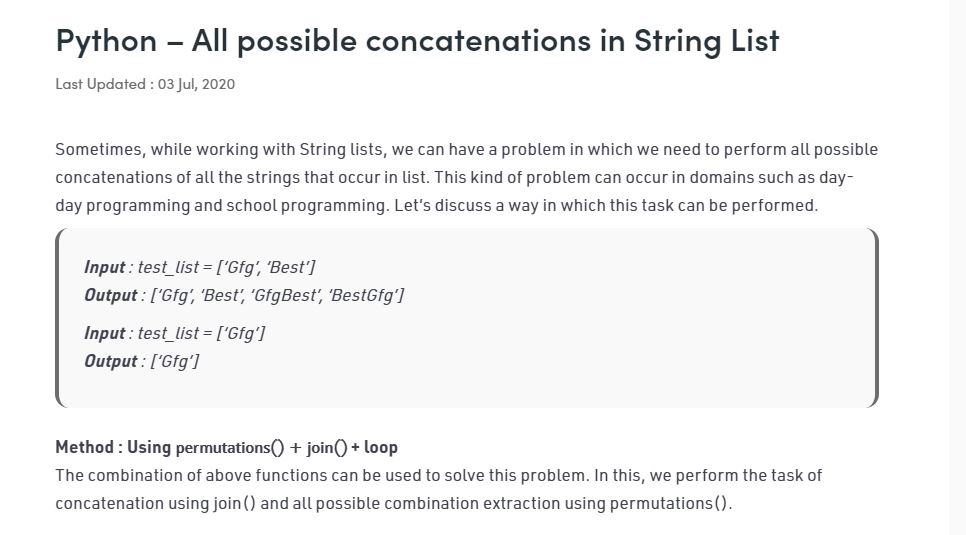 Python – All possible concatenations in String List
Last Updated : 03 Jul, 2020
Sometimes, while working with String lists, we can have a problem in which we need to perform all possible
concatenations of all the strings that occur in list. This kind of problem can occur in domains such as day-
day programming and school programming. Let’s discuss a way in which this task can be performed.
Input : test_list = [‘Gfg’, ‘Best’]
Output : [‘Gfg’, ‘Best’, ‘GfgBest’, ‘BestGfg’]
Input : test_list = [‘Gfg’]
Output : [‘Gfg’]
Method : Using permutations() + join() + loop
The combination of above functions can be used to solve this problem. In this, we perform the task of
concatenation using join() and all possible combination extraction using permutations().